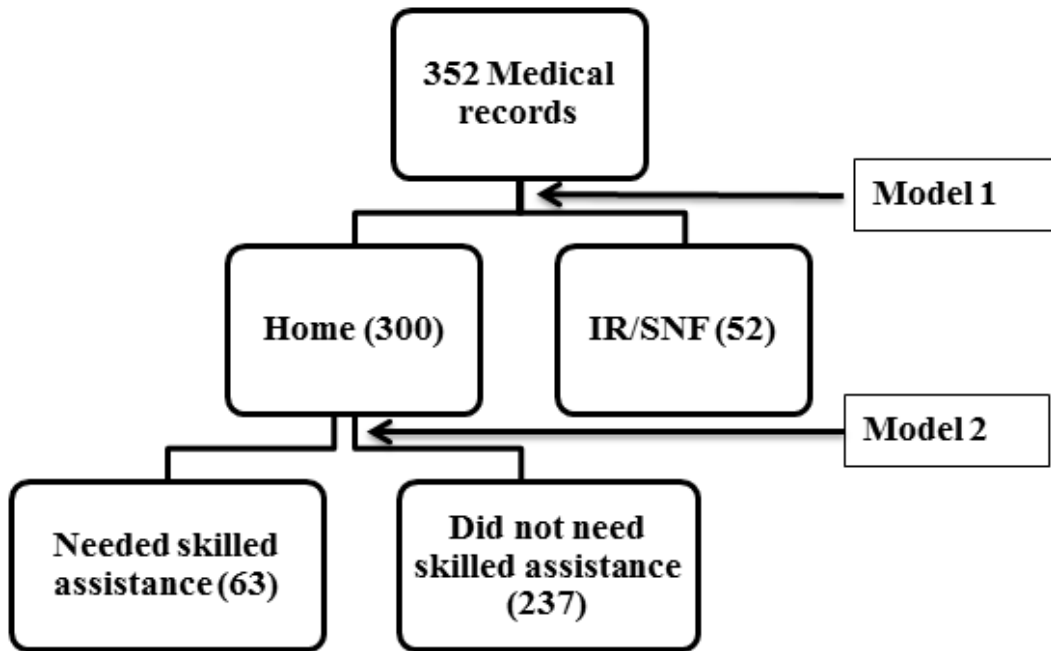 352 Medical
records
Model 1
Home (300)
IR/SNF (52)
Model 2
Needed skilled
assistance (63)
Did not need
skilled assistance
(237)